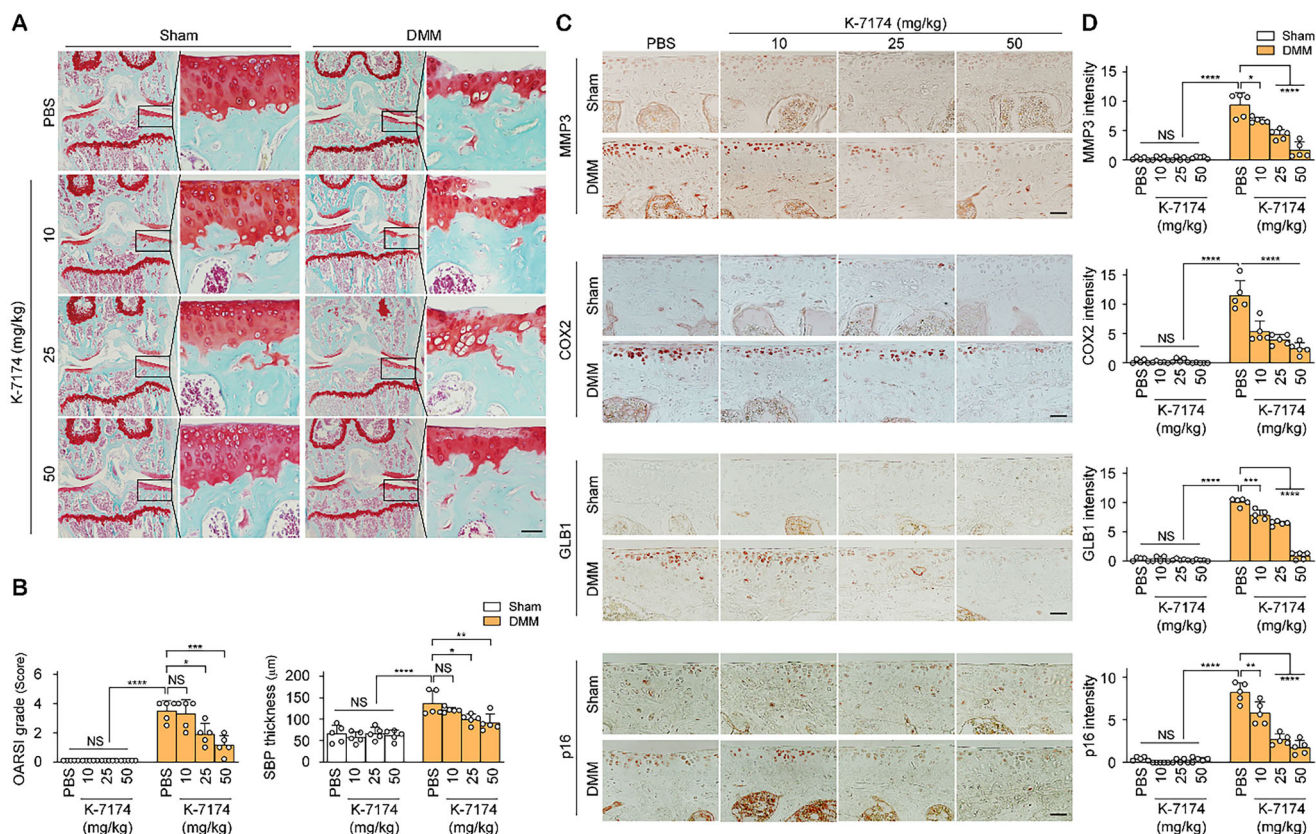 A
Sham
DMM
PBS
10
25
50
K-7174 (mg/kg)
B
Sham
DMM
OARSI grade (Score)
6
4
2
0
NS
****
NS
*
***
PBS
10
25
50
K-7174
(mg/kg)
PBS
10
25
50
K-7174
(mg/kg)
SBP thickness (μm)
200
150
100
50
0
NS
****
NS
*
**
PBS
10
25
50
K-7174
(mg/kg)
PBS
10
25
50
K-7174
(mg/kg)
C
K-7174
(mg/kg)
PBS
10
25
50
MMP3
Sham
DMM
COX2
Sham
DMM
GLB1
Sham
DMM
p16
Sham
DMM
D
Sham
DMM
MMP3 intensity
15
10
5
0
NS
****
*
****
PBS
10
25
50
K-7174
(mg/kg)
PBS
10
25
50
K-7174
(mg/kg)
COX2 intensity
15
10
5
0
NS
****
****
PBS
10
25
50
K-7174
(mg/kg)
PBS
10
25
50
K-7174
(mg/kg)
GLB1 intensity
15
10
5
0
NS
****
***
****
PBS
10
25
50
K-7174
(mg/kg)
PBS
10
25
50
K-7174
(mg/kg)
p16 intensity
10
5
0
NS
****
**
****
PBS
10
25
50
K-7174
(mg/kg)
PBS
10
25
50
K-7174
(mg/kg)